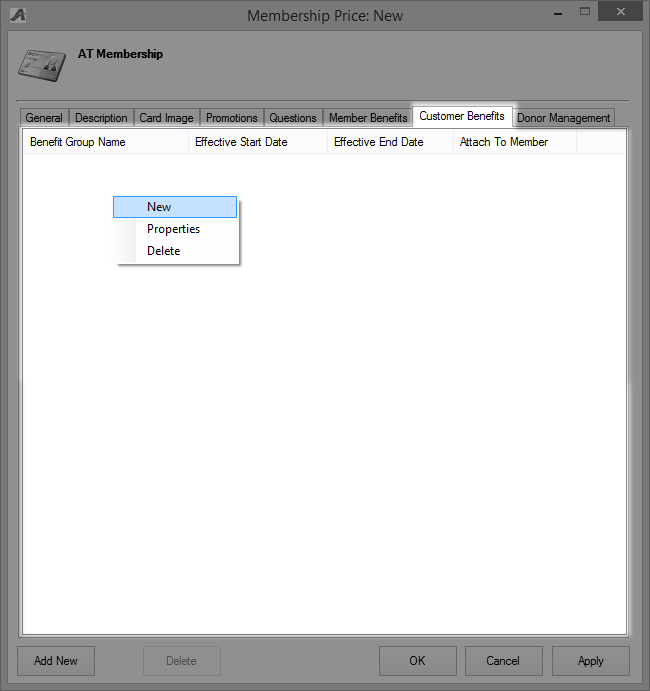 Membership Price: New
AT Membership
General Description Card Image Promotions Questions Member Benefits Customer Benefits Donor Management
Benefit Group Name Effective Start Date Effective End Date Attach To Member
New
Properties
Delete
Add New Delete OK Cancel Apply